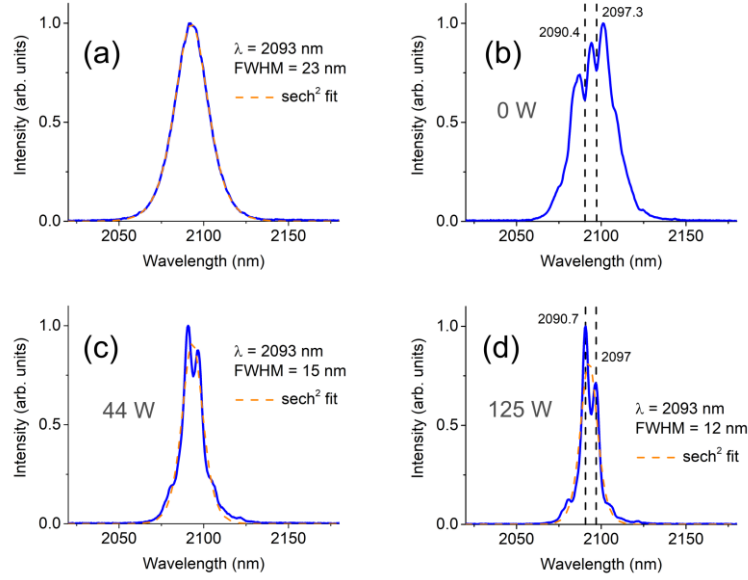 (a)
λ = 2093 nm
FWHM = 23 nm
sech² fit
Intensity (arb. units)
1.0
0.5
0.0
2050
2100
2150
Wavelength (nm)
(b)
2090.4
2097.3
0 W
Intensity (arb. units)
1.0
0.5
0.0
2050
2100
2150
Wavelength (nm)
(c)
λ = 2093 nm
FWHM = 15 nm
sech² fit
44 W
Intensity (arb. units)
1.0
0.5
0.0
2050
2100
2150
Wavelength (nm)
(d)
2090.7
2097
125 W
λ = 2093 nm
FWHM = 12 nm
sech² fit
Intensity (arb. units)
1.0
0.5
0.0
2050
2100
2150
Wavelength (nm)